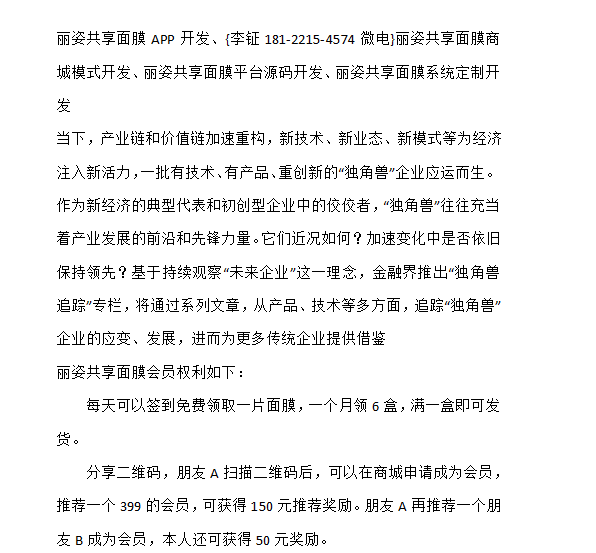 丽姿共享面膜 APP 开发、{李钲 181-2215-4574 微电}丽姿共享面膜商
城模式开发、丽姿共享面膜平台源码开发、丽姿共享面膜系统定制开
发
当下，产业链和价值链加速重构，新技术、新业态、新模式等为经济
注入新活力，一批有技术、有产品、重创新的“独角兽”企业应运而生。
作为新经济的典型代表和初创型企业中的佼佼者，“独角兽”往往充当
着产业发展的前沿和先锋力量。它们近况如何？加速变化中是否依旧
保持领先？基于持续观察“未来企业”这一理念，金融界推出“独角兽
追踪”专栏，将通过系列文章，从产品、技术等多方面，追踪“独角兽”
企业的应变、发展，进而为更多传统企业提供借鉴
丽姿共享面膜会员权利如下：
每天可以签到免费领取一片面膜，一个月领 6 盒，满一盒即可发
货。
分享二维码，朋友 A 扫描二维码后，可以在商城申请成为会员，
推荐一个 399 的会员，可获得 150 元推荐奖励。朋友 A 再推荐一个朋
友 B 成为会员，本人还可获得 50 元奖励。